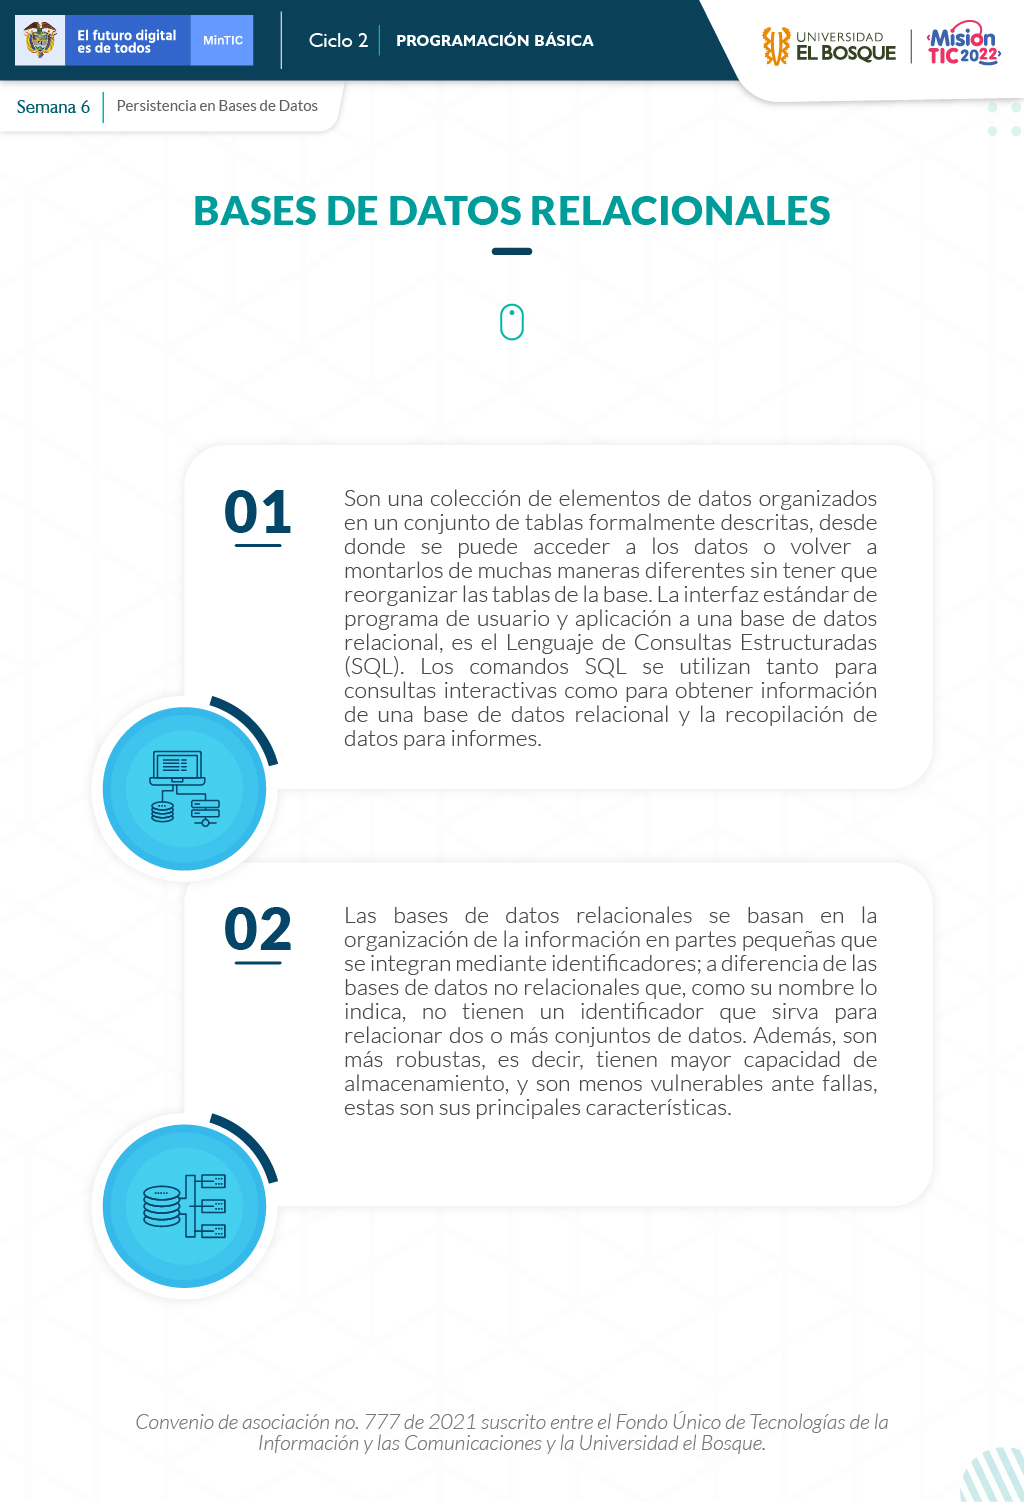 El futuro digital
es de todos
MinTIC
Ciclo 2
PROGRAMACIÓN BÁSICA
UNIVERSIDAD
EL BOSQUE
Misión
TIC 2022
Semana 6
Persistencia en Bases de Datos
BASES DE DATOS RELACIONALES
01
Son una colección de elementos de datos organizados
en un conjunto de tablas formalmente descritas, desde
donde se puede acceder a los datos o volver a
montarlos de muchas maneras diferentes sin tener que
reorganizar las tablas de la base. La interfaz estándar de
programa de usuario y aplicación a una base de datos
relacional, es el Lenguaje de Consultas Estructuradas
(SQL). Los comandos SQL se utilizan tanto para
consultas interactivas como para obtener información
de una base de datos relacional y la recopilación de
datos para informes.
02
Las bases de datos relacionales se basan en la
organización de la información en partes pequeñas que
se integran mediante identificadores; a diferencia de las
bases de datos no relacionales que, como su nombre lo
indica, no tienen un identificador que sirva para
relacionar dos o más conjuntos de datos. Además, son
más robustas, es decir, tienen mayor capacidad de
almacenamiento, y son menos vulnerables ante fallas,
estas son sus principales características.
Convenio de asociación no. 777 de 2021 suscrito entre el Fondo Único de Tecnologías de la
Información y las Comunicaciones y la Universidad el Bosque.